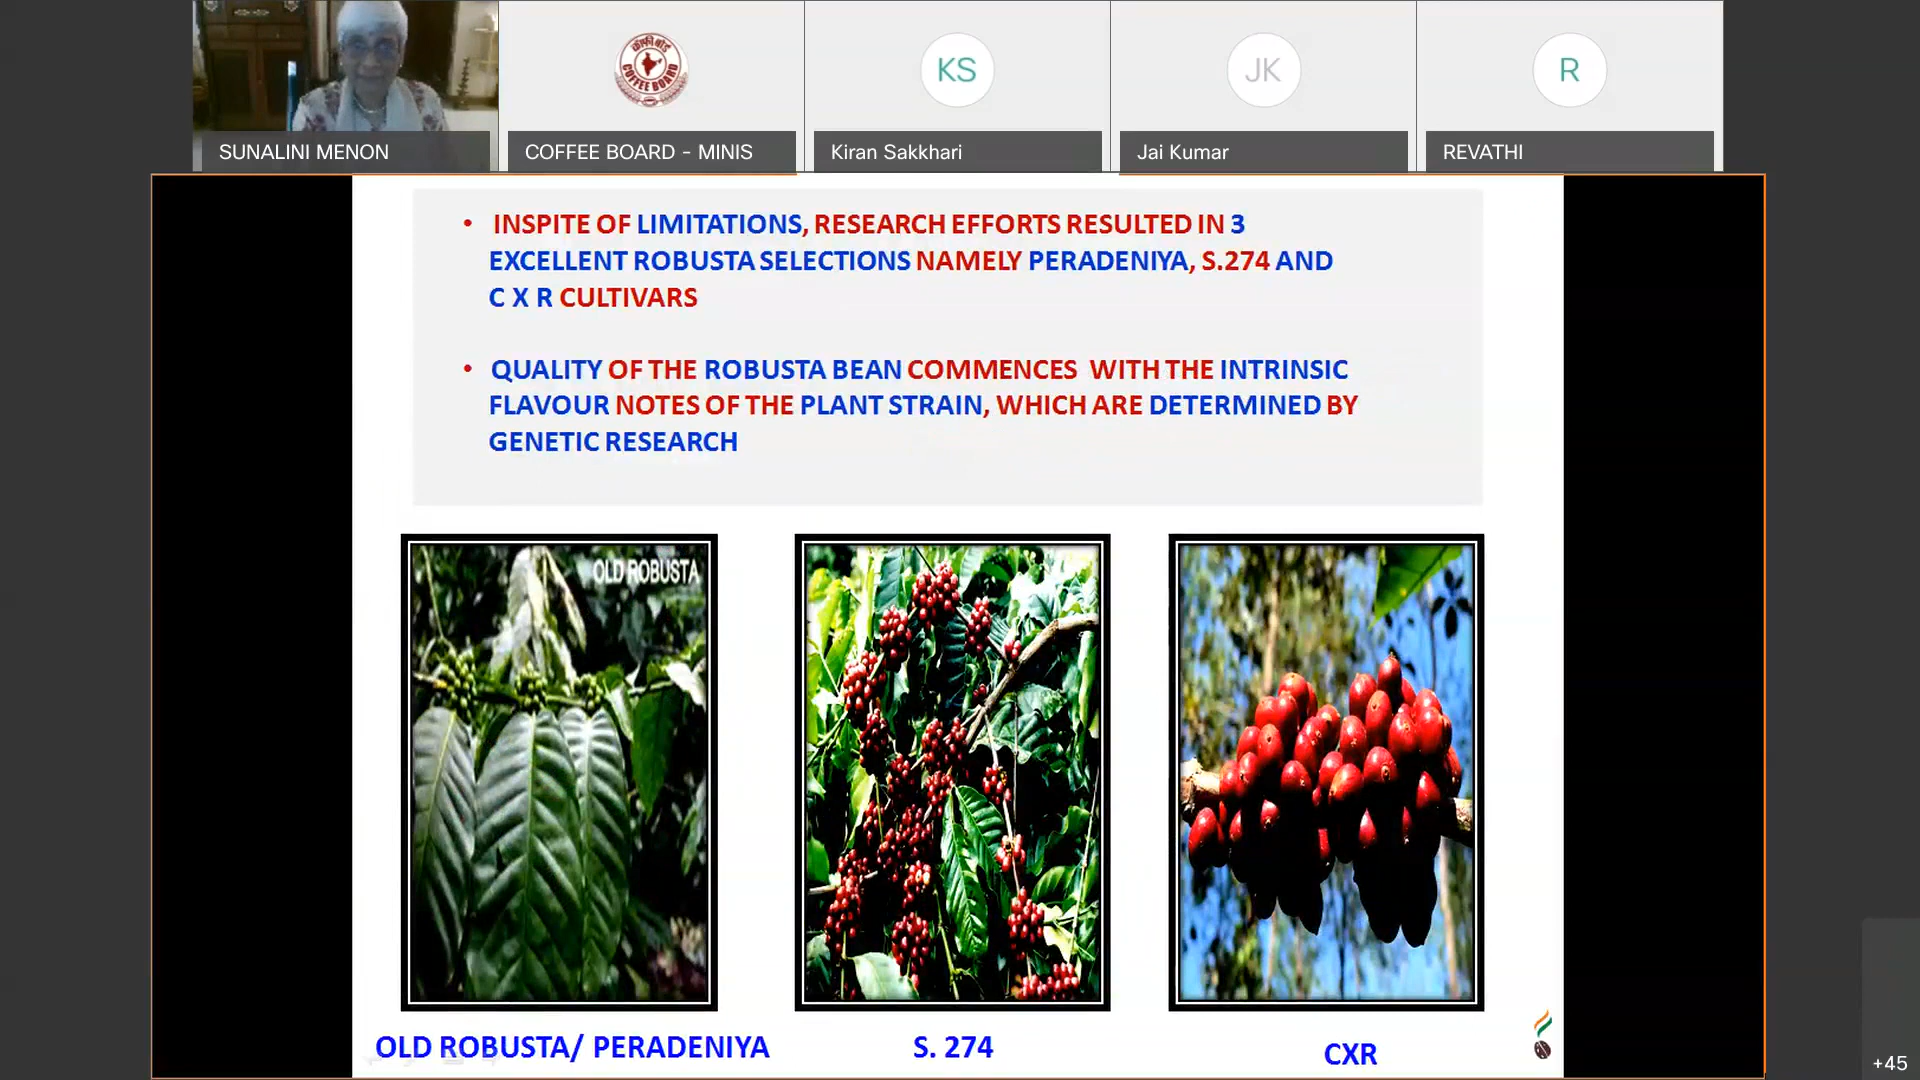 SUNALINI MENON
कॉफी बोर्ड
COFFEE BOARD
COFFEE BOARD - MINIS
KS
Kiran Sakkhari
JK
Jai Kumar
R
REVATHI
• INSPITE OF LIMITATIONS, RESEARCH EFFORTS RESULTED IN 3
EXCELLENT ROBUSTA SELECTIONS NAMELY PERADENIYA, S.274 AND
C X R CULTIVARS
• QUALITY OF THE ROBUSTA BEAN COMMENCES WITH THE INTRINSIC
FLAVOUR NOTES OF THE PLANT STRAIN, WHICH ARE DETERMINED BY
GENETIC RESEARCH
OLD ROBUSTA
OLD ROBUSTA/ PERADENIYA
S. 274
CXR
+45